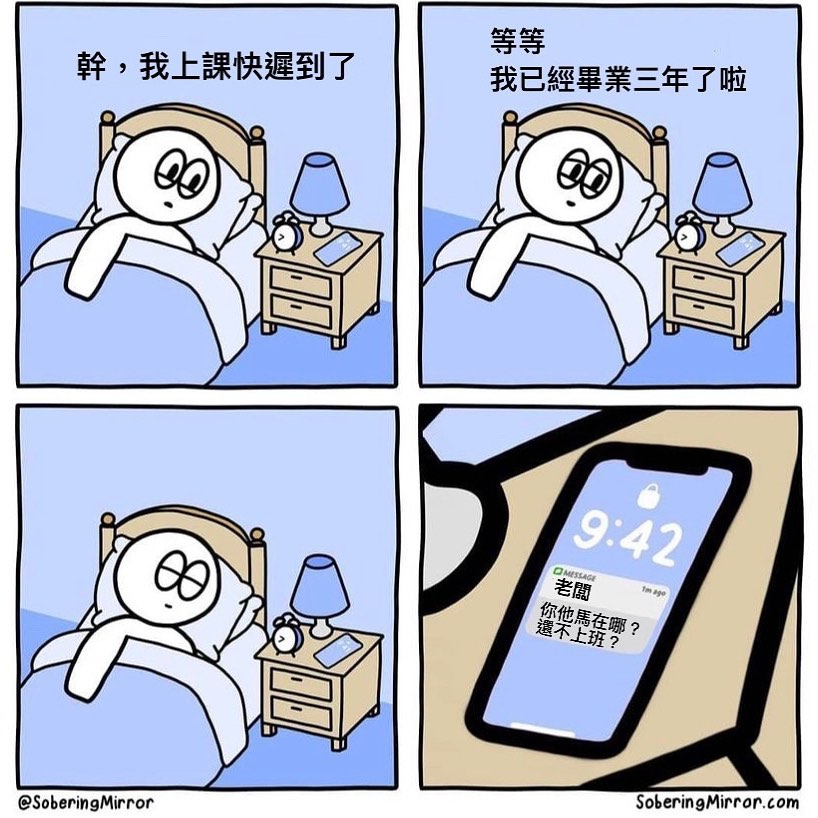 幹，我上課快遲到了
等等
我已經畢業三年了啦
9:42
MESSAGE
1m ago
老闆
你他馬在哪？
還不上班？
@SoberingMirror
SoberingMirror.com